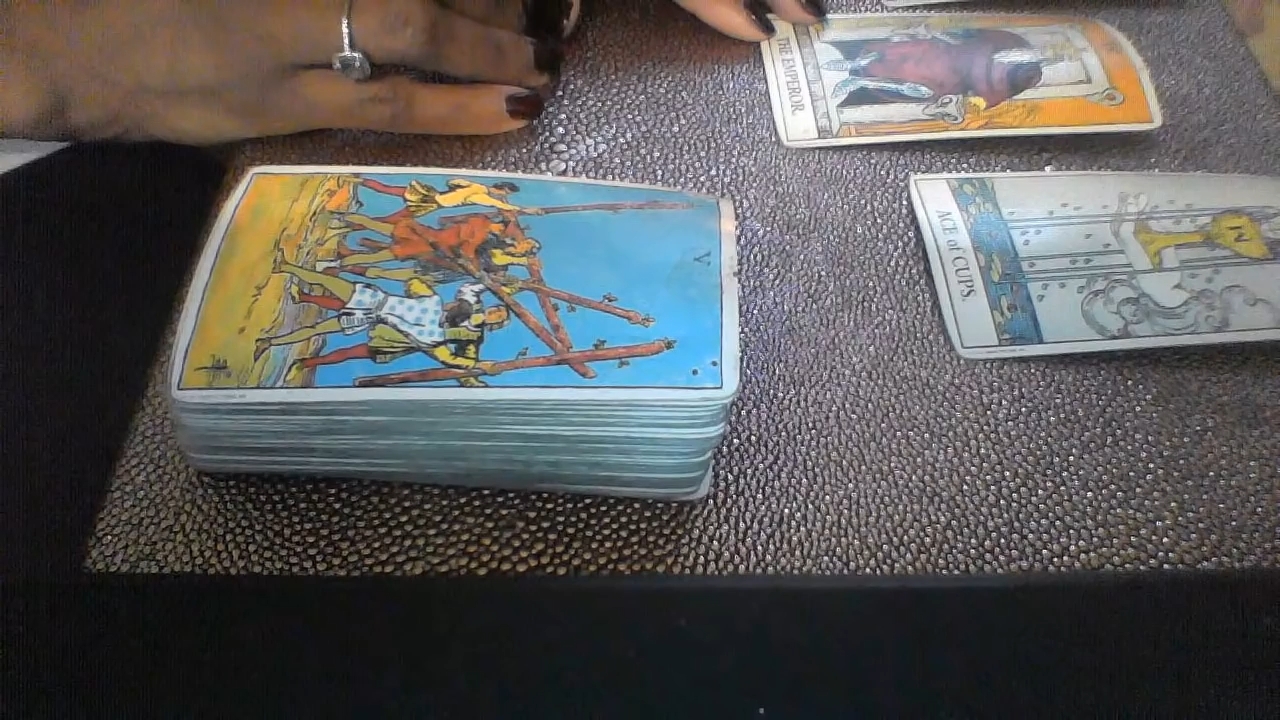 THE EMPEROR.
V
ACE of CUPS.